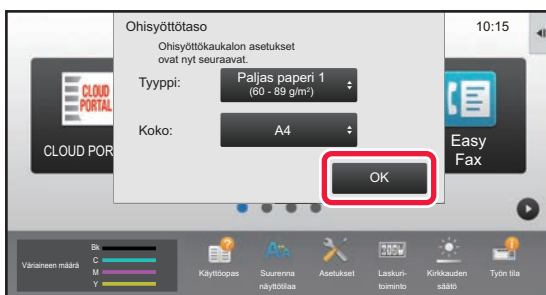 Ohisyöttötaso
10:15
Ohisyöttökaukalon asetukset
ovat nyt seuraavat.
Tyyppi:
Paljas paperi 1
(60 - 89 g/m²)
Koko:
A4
OK
CLOUD
PORTAL
CLOUD POR
Easy
Fax
Väriaineen määrä
Bk
C
M
Y
Käyttöopas
Suurenna
näyttötilaa
Asetukset
Laskuri-
toiminto
Kirkkauden
säätö
Työn tila